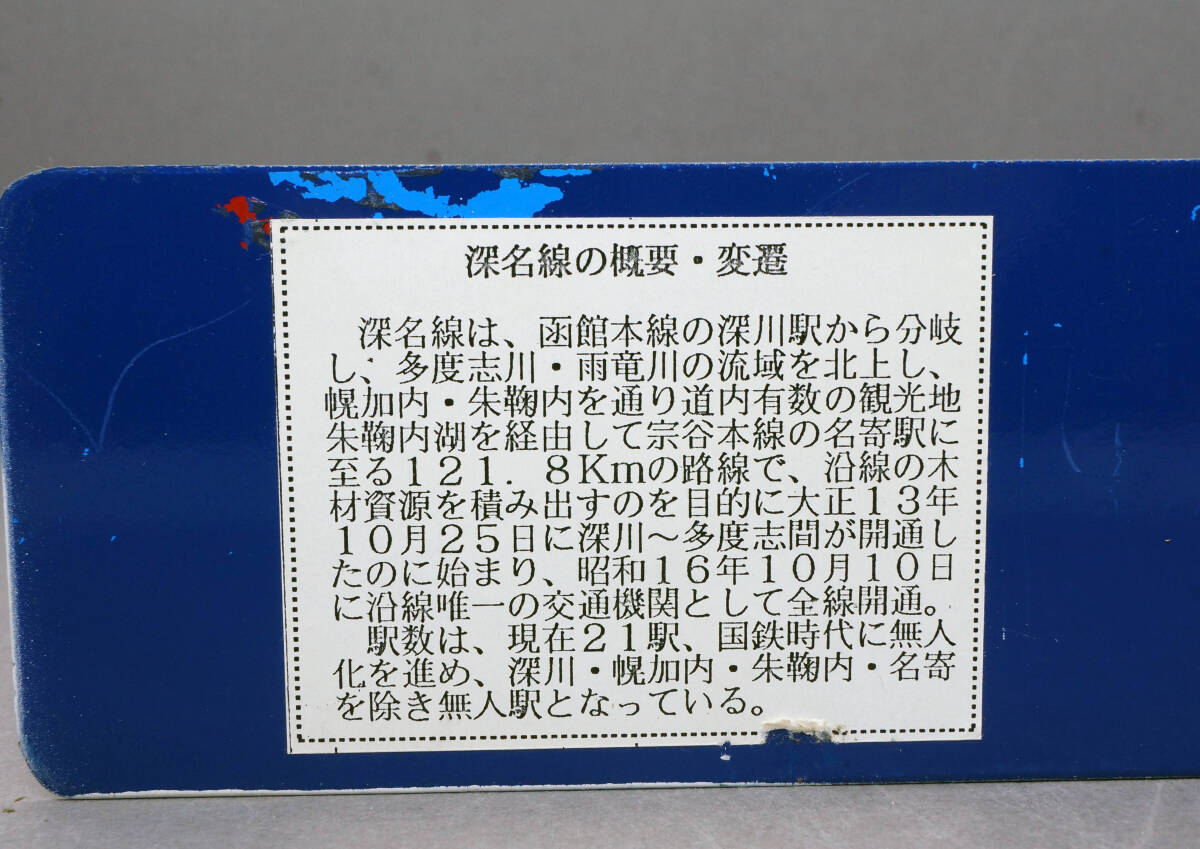 深名線の概要・変遷
深名線は、函館本線の深川駅から分岐
し、多度志川・雨竜川の流域を北上し、
幌加内・朱鞠内を通り道内有数の観光地
朱鞠内湖を経由して宗谷本線の名寄駅に
至る１２１．８Ｋｍの路線で、沿線の木
材資源を積み出すのを目的に大正１３年
１０月２５日に深川～多度志間が開通し
たのに始まり、昭和１６年１０月１０日
に沿線唯一の交通機関として全線開通。
駅数は、現在２１駅、国鉄時代に無人
化を進め、深川・幌加内・朱鞠内・名寄
を除き無人駅となっている。